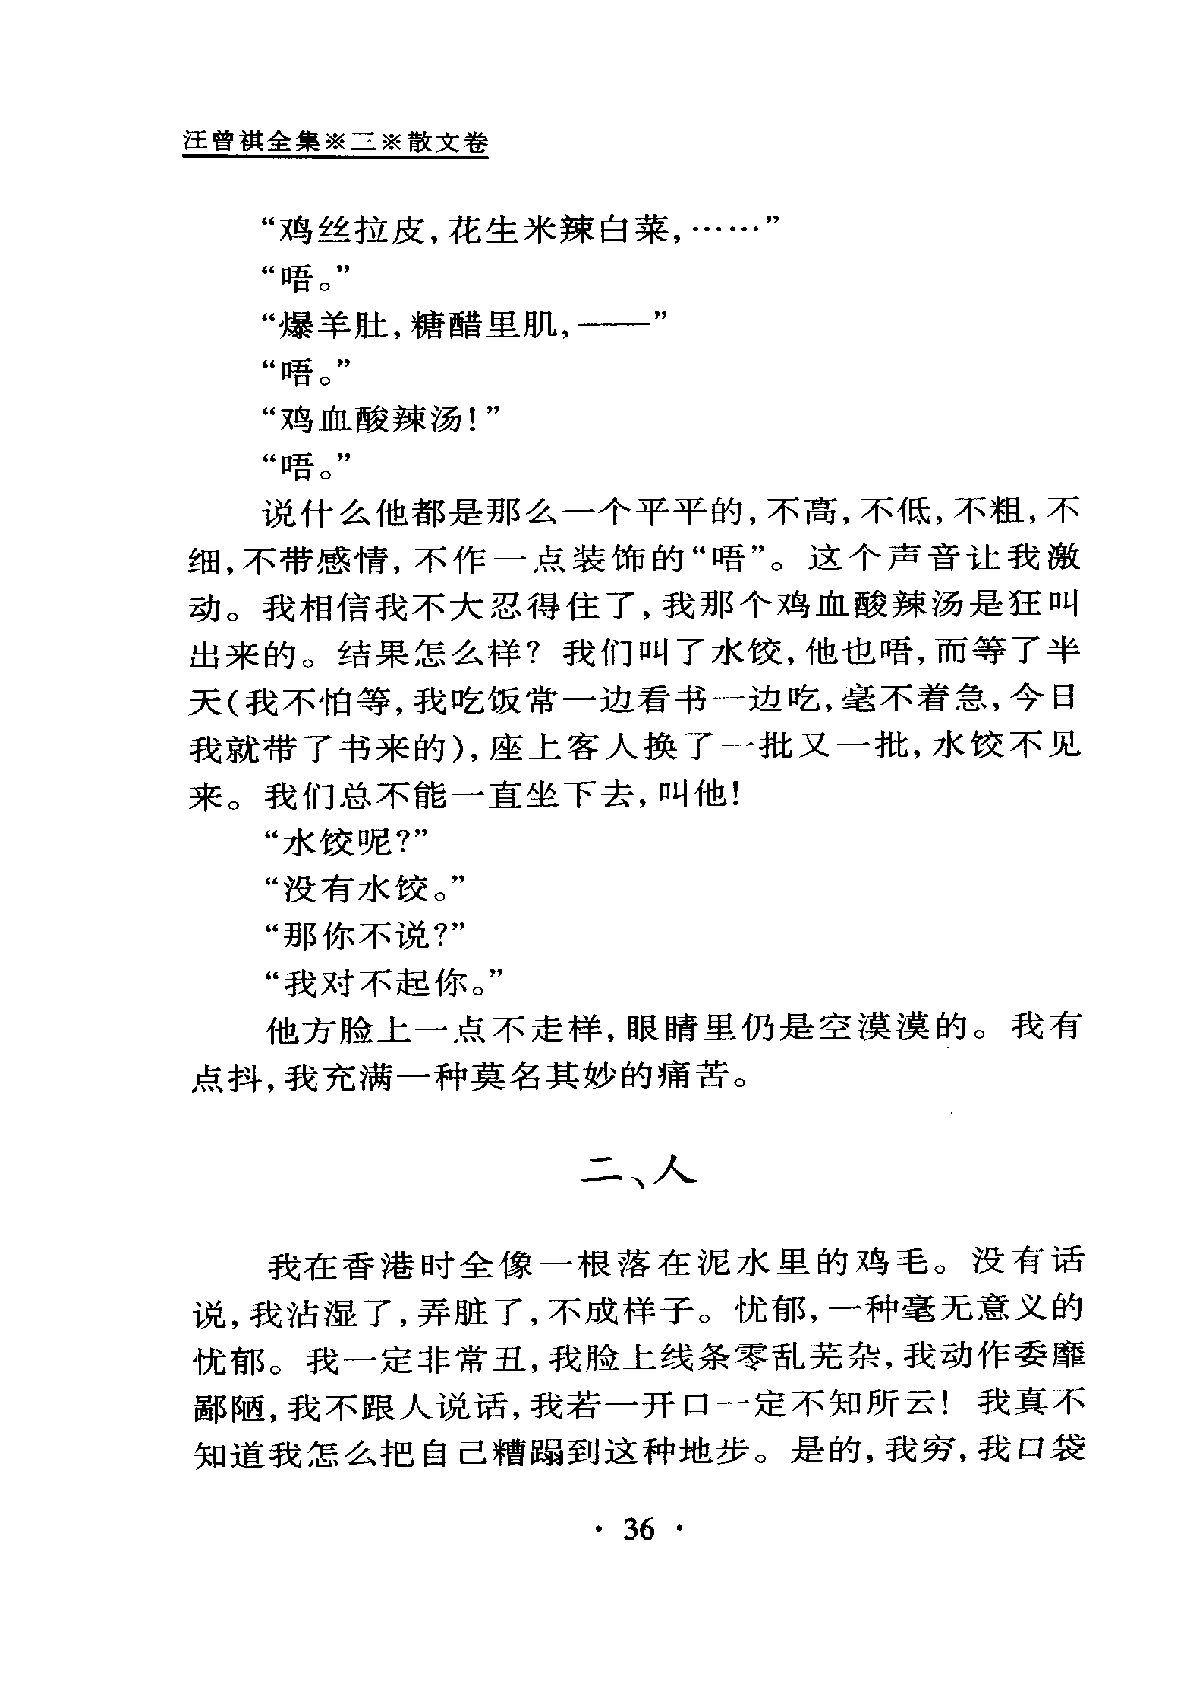 汪曾祺全集※三※散文卷
“鸡丝拉皮,花生米辣白菜,……”
“唔。”
“爆羊肚,糖醋里肌,——”
“唔。”
“鸡血酸辣汤!”
“唔。”
说什么他都是那么一个平平的,不高,不低,不粗,不
细,不带感情,不作一点装饰的“唔”。这个声音让我激
动。我相信我不大忍得住了,我那个鸡血酸辣汤是狂叫
出来的。结果怎么样?我们叫了水饺,他也唔,而等了半
天(我不怕等,我吃饭常一边看书一边吃,毫不着急,今日
我就带了书来的),座上客人换了一批又一批,水饺不见
来。我们总不能一直坐下去,叫他!
“水饺呢?”
“没有水饺。”
“那你不说?”
“我对不起你。”
他方脸上一点不走样,眼睛里仍是空漠漠的。我有
点抖,我充满一种莫名其妙的痛苦。
二、人
我在香港时全像一根落在泥水里的鸡毛。没有话
说,我沾湿了,弄脏了,不成样子。忧郁,一种毫无意义的
忧郁。我一定非常丑,我脸上线条零乱芜杂,我动作委靡
鄙陋,我不跟人说话,我若一开口一定不知所云!我真不
知道我怎么把自己糟蹋到这种地步。是的,我穷,我口袋
· 36 ·